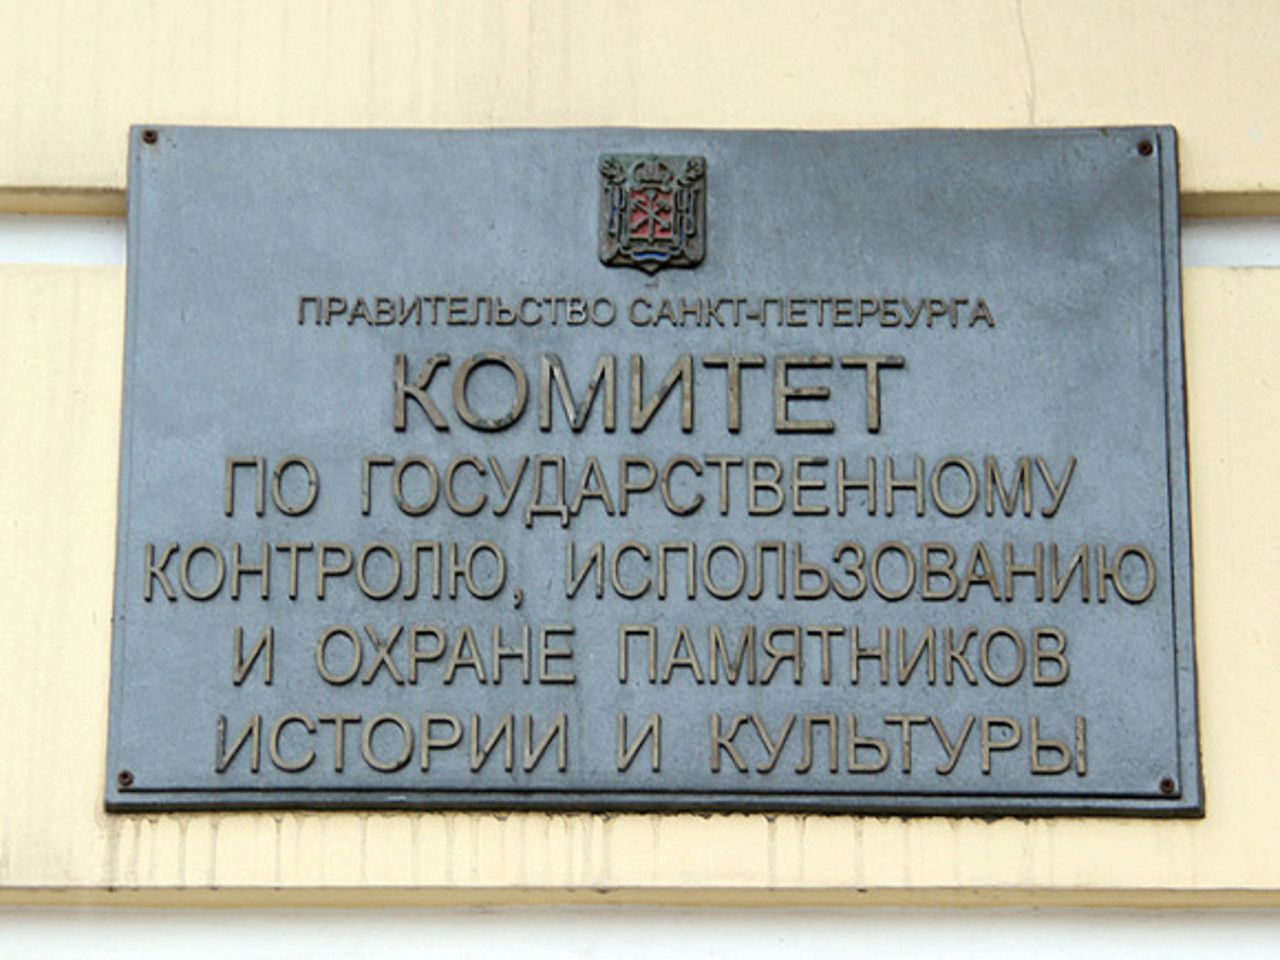 ПРАВИТЕЛЬСТВО САНКТ-ПЕТЕРБУРГА
КОМИТЕТ
ПО ГОСУДАРСТВЕННОМУ
КОНТРОЛЮ, ИСПОЛЬЗОВАНИЮ
И ОХРАНЕ ПАМЯТНИКОВ
ИСТОРИИ И КУЛЬТУРЫ